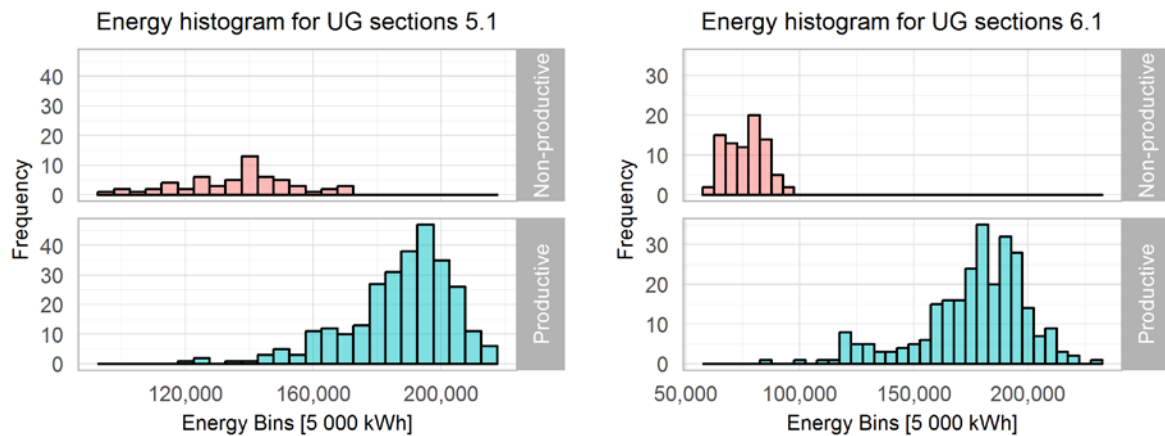 Energy histogram for UG sections 5.1
Frequency
40
30
20
10
0
Non-productive
40
30
20
10
0
Productive
120,000 160,000 200,000
Energy Bins [5 000 kWh]
Energy histogram for UG sections 6.1
Frequency
30
20
10
0
Non-productive
30
20
10
0
Productive
50,000 100,000 150,000 200,000
Energy Bins [5 000 kWh]